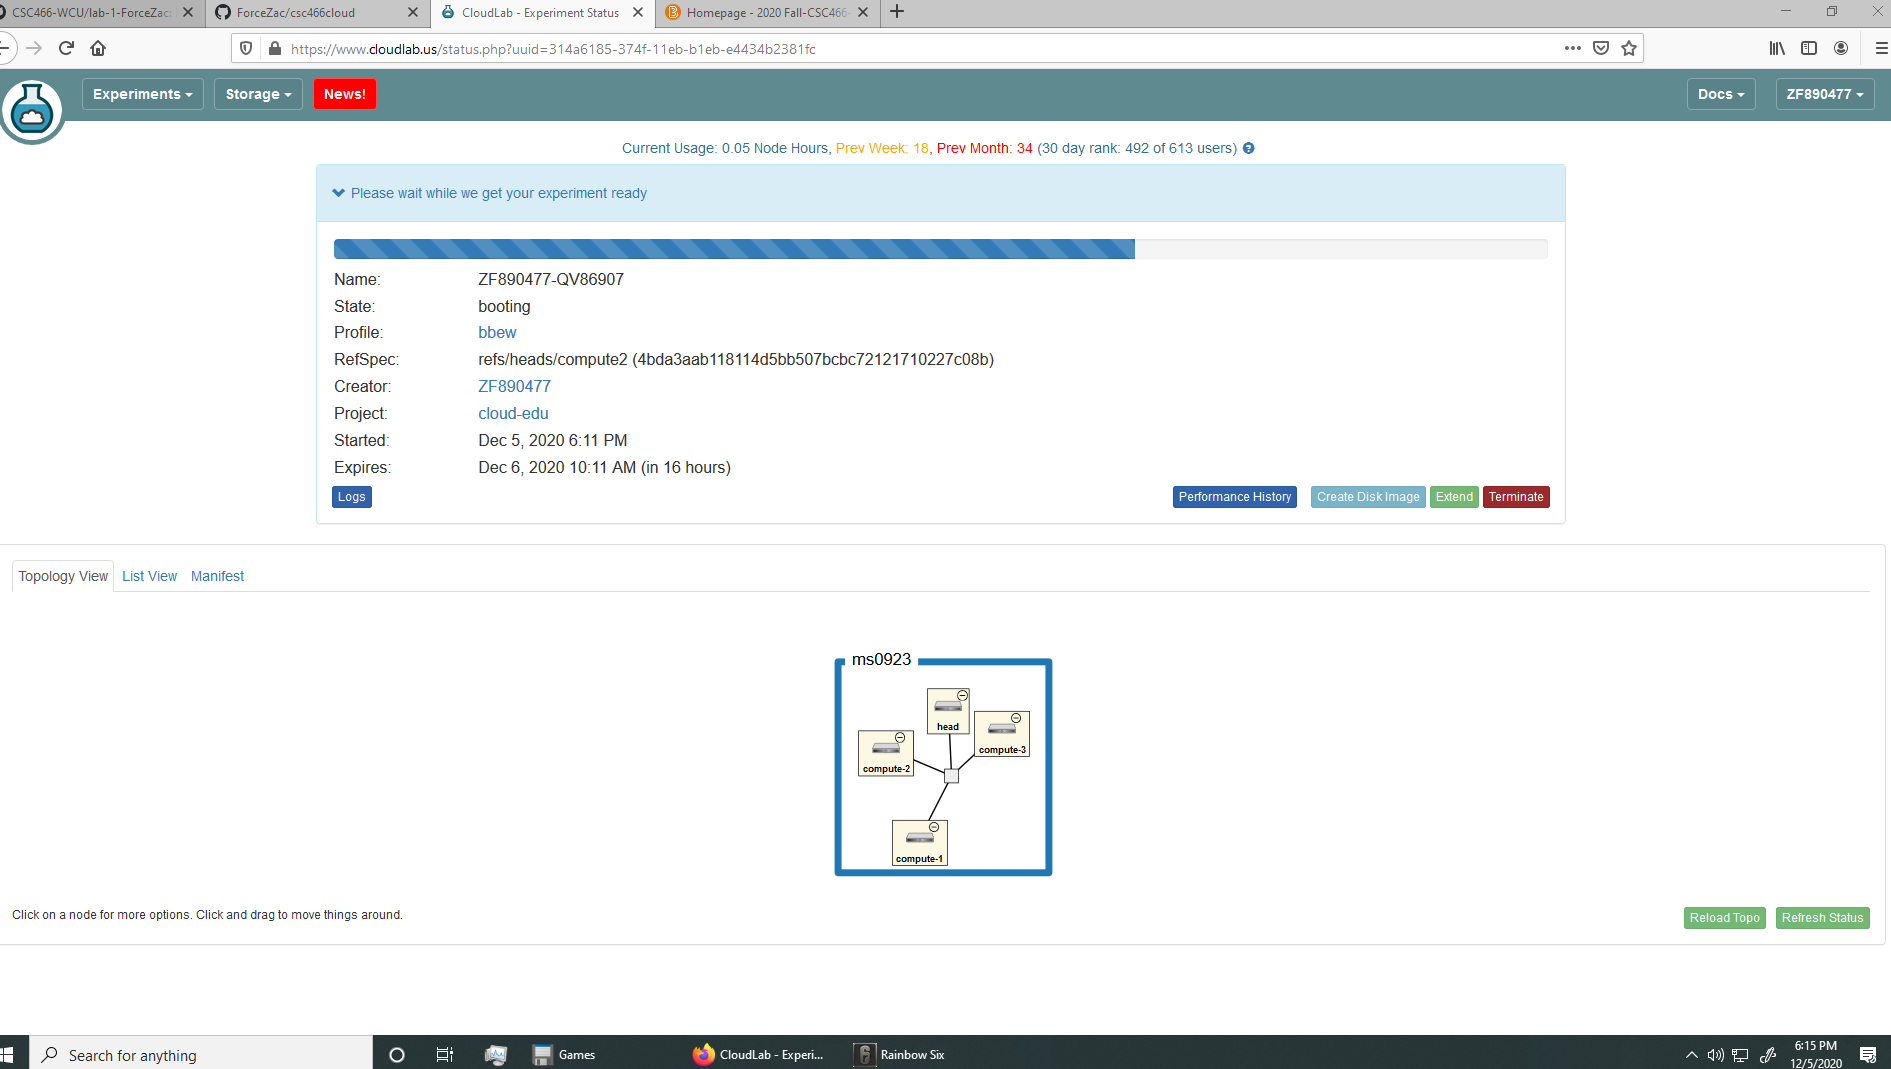 CSC466-WCU/lab-1-ForceZac
ForceZac/csc466cloud
CloudLab - Experiment Status
Homepage - 2020 Fall-CSC466-
https://www.cloudlab.us/status.php?uuid=314a6185-374f-11eb-b1eb-e4434b2381fc
Experiments Storage News! Docs ZF890477
Current Usage: 0.05 Node Hours, Prev Week: 18, Prev Month: 34 (30 day rank: 492 of 613 users)
Please wait while we get your experiment ready
Name: ZF890477-QV86907
State: booting
Profile: bbew
RefSpec: refs/heads/compute2 (4bda3aab118114d5bb507bcbc72121710227c08b)
Creator: ZF890477
Project: cloud-edu
Started: Dec 5, 2020 6:11 PM
Expires: Dec 6, 2020 10:11 AM (in 16 hours)
Logs Performance History Create Disk Image Extend Terminate
Topology View List View Manifest
ms0923
head
compute-3
compute-2
compute-1
Click on a node for more options. Click and drag to move things around.
Reload Topo Refresh Status
Search for anything
Games
CloudLab - Experi...
Rainbow Six
6:15 PM
12/5/2020